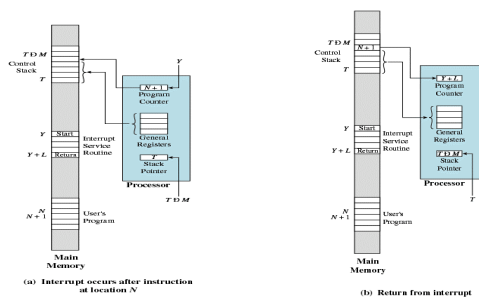 T Ð M
Control
Stack
T
N + 1
Program
Counter
Y
General
Registers
T
Stack
Pointer
Processor
T Ð M
Y
Start
Interrupt
Service
Routine
Y + L
Return
N
N + 1
User's
Program
Main
Memory
(a) Interrupt occurs after instruction
at location N
T Ð M
N + 1
Control
Stack
T
Y + L
Program
Counter
General
Registers
T Ð M
Stack
Pointer
Processor
T
Y
Start
Interrupt
Service
Routine
Y + L
Return
N
N + 1
User's
Program
Main
Memory
(b) Return from interrupt